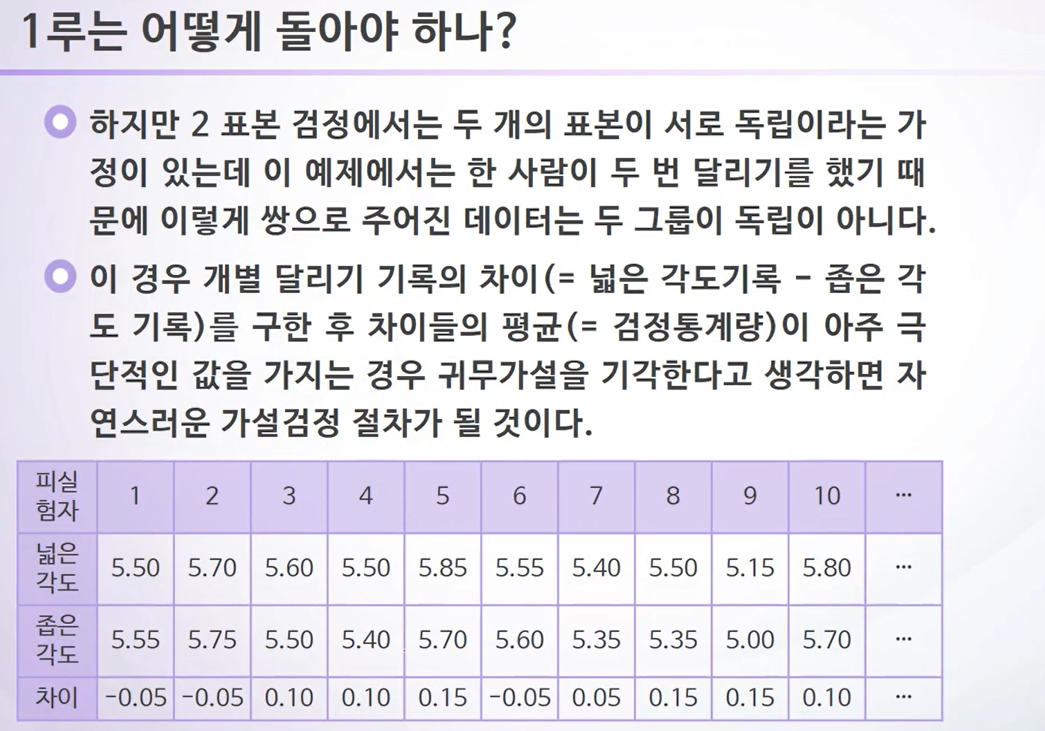 1루는 어떻게 돌아야 하나?
하지만 2 표본 검정에서는 두 개의 표본이 서로 독립이라는 가
정이 있는데 이 예제에서는 한 사람이 두 번 달리기를 했기 때
문에 이렇게 쌍으로 주어진 데이터는 두 그룹이 독립이 아니다.
이 경우 개별 달리기 기록의 차이(= 넓은 각도기록 - 좁은 각
도 기록)를 구한 후 차이들의 평균(= 검정통계량)이 아주 극
단적인 값을 가지는 경우 귀무가설을 기각한다고 생각하면 자
연스러운 가설검정 절차가 될 것이다.
피실험자 1 2 3 4 5 6 7 8 9 10 ···
넓은 각도 5.50 5.70 5.60 5.50 5.85 5.55 5.40 5.50 5.15 5.80 ···
좁은 각도 5.55 5.75 5.50 5.40 5.70 5.60 5.35 5.35 5.00 5.70 ···
차이 -0.05 -0.05 0.10 0.10 0.15 -0.05 0.05 0.15 0.15 0.10 ···